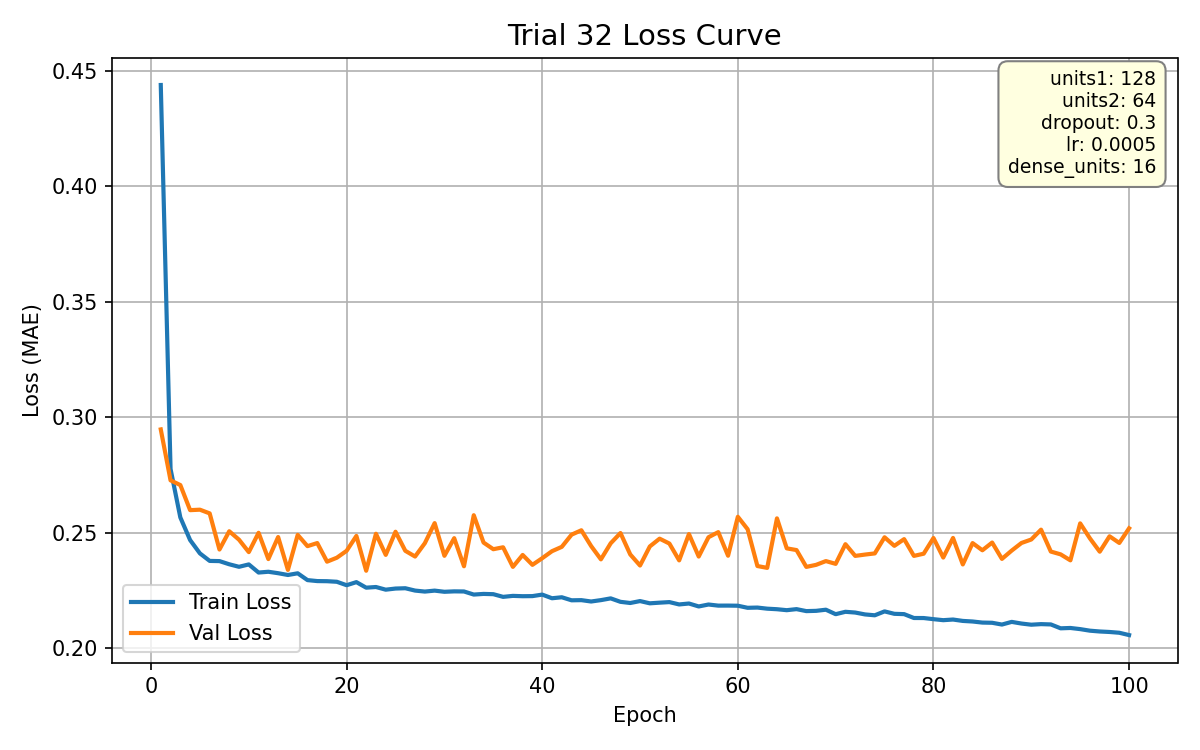 Trial 32 Loss Curve
units1: 128
units2: 64
dropout: 0.3
lr: 0.0005
dense_units: 16
Loss (MAE)
0.45
0.40
0.35
0.30
0.25
0.20
Train Loss
Val Loss
0 20 40 60 80 100
Epoch